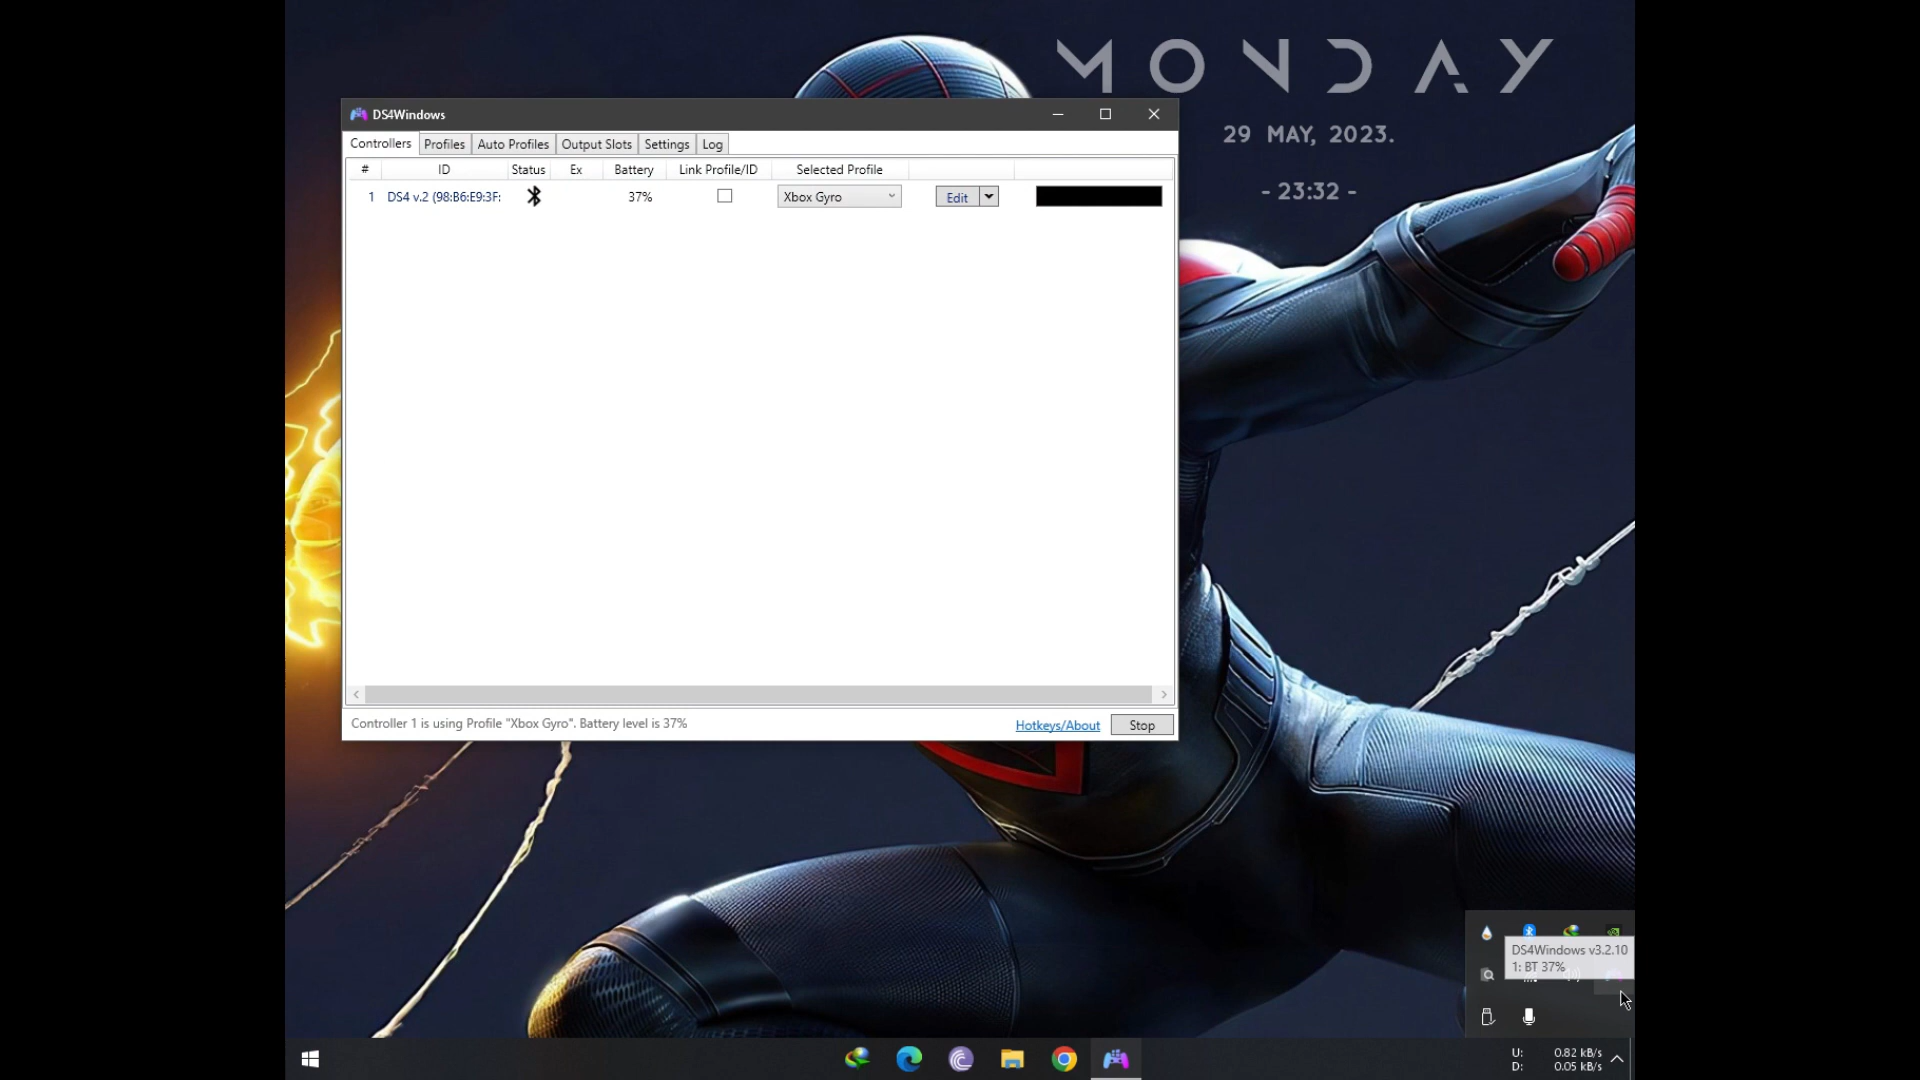 MONDAY
29 MAY, 2023.
- 23:32 -
DS4Windows
Controllers Profiles Auto Profiles Output Slots Settings Log
# ID Status Ex Battery Link Profile/ID Selected Profile
1 DS4 v.2 (98:B6:E9:3F: 37% Xbox Gyro Edit
Controller 1 is using Profile "Xbox Gyro". Battery level is 37%
Hotkeys/About Stop
DS4Windows v3.2.10
1: BT 37%
U: 0.82 kB/s
D: 0.05 kB/s